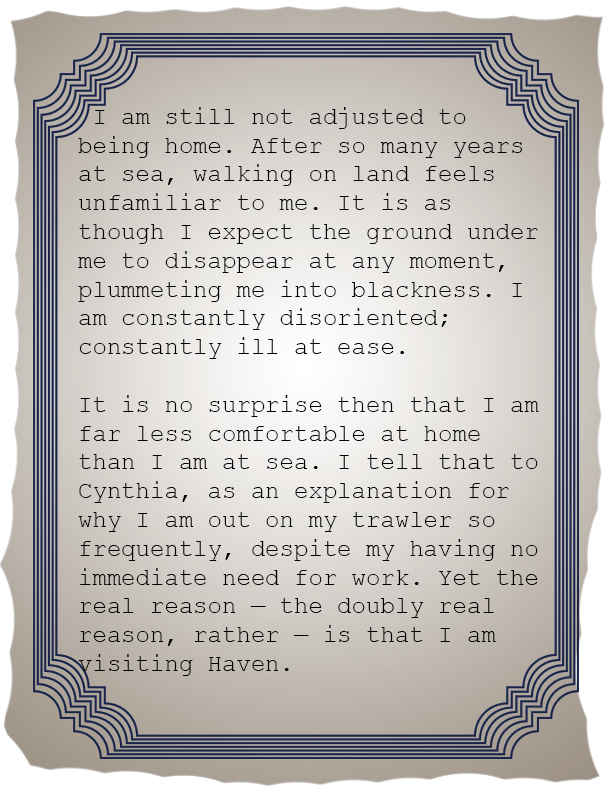 I am still not adjusted to
being home. After so many years
at sea, walking on land feels
unfamiliar to me. It is as
though I expect the ground under
me to disappear at any moment,
plummeting me into blackness. I
am constantly disoriented;
constantly ill at ease.

It is no surprise then that I am
far less comfortable at home
than I am at sea. I tell that to
Cynthia, as an explanation for
why I am out on my trawler so
frequently, despite my having no
immediate need for work. Yet the
real reason — the doubly real
reason, rather — is that I am
visiting Haven.